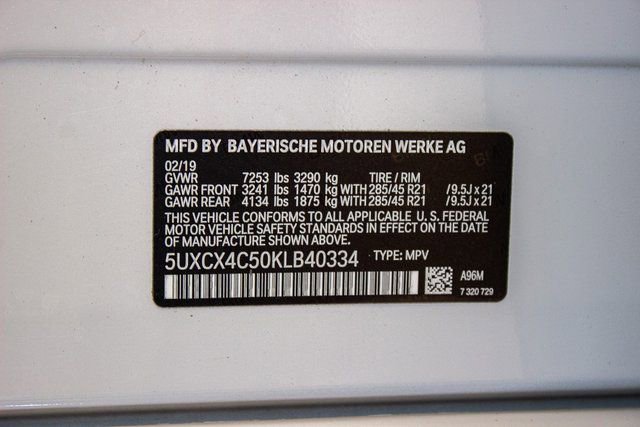 MFD BY BAYERISCHE MOTOREN WERKE AG
02/19
GVWR 7253 lbs 3290 kg TIRE / RIM
GAWR FRONT 3241 lbs 1470 kg WITH 285/45 R21 /9.5J x 21
GAWR REAR 4134 lbs 1875 kg WITH 285/45 R21 /9.5J x 21
THIS VEHICLE CONFORMS TO ALL APPLICABLE U. S. FEDERAL
MOTOR VEHICLE SAFETY STANDARDS IN EFFECT ON THE
DATE OF MANUFACTURE SHOWN ABOVE.
5UXCX4C50KLB40334 TYPE: MPV
A96M
7 320 729